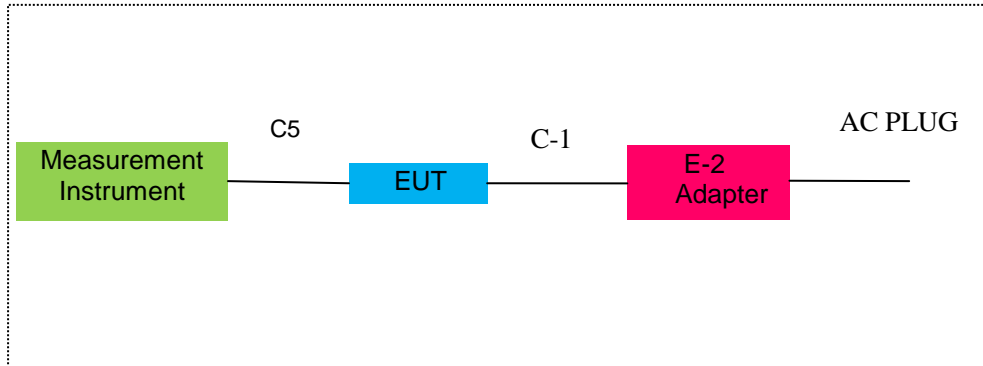 C5
C-1
AC PLUG
Measurement
Instrument
EUT
E-2
Adapter